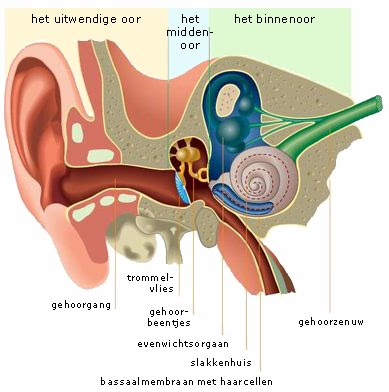 het uitwendige oor
het
midden-
oor
het binnenoor
trommel-
vlies
gehoorgang
gehoor-
beentjes
gehoorzenuw
evenwichtsorgaan
slakkenhuis
bassaalmembraan met haarcellen